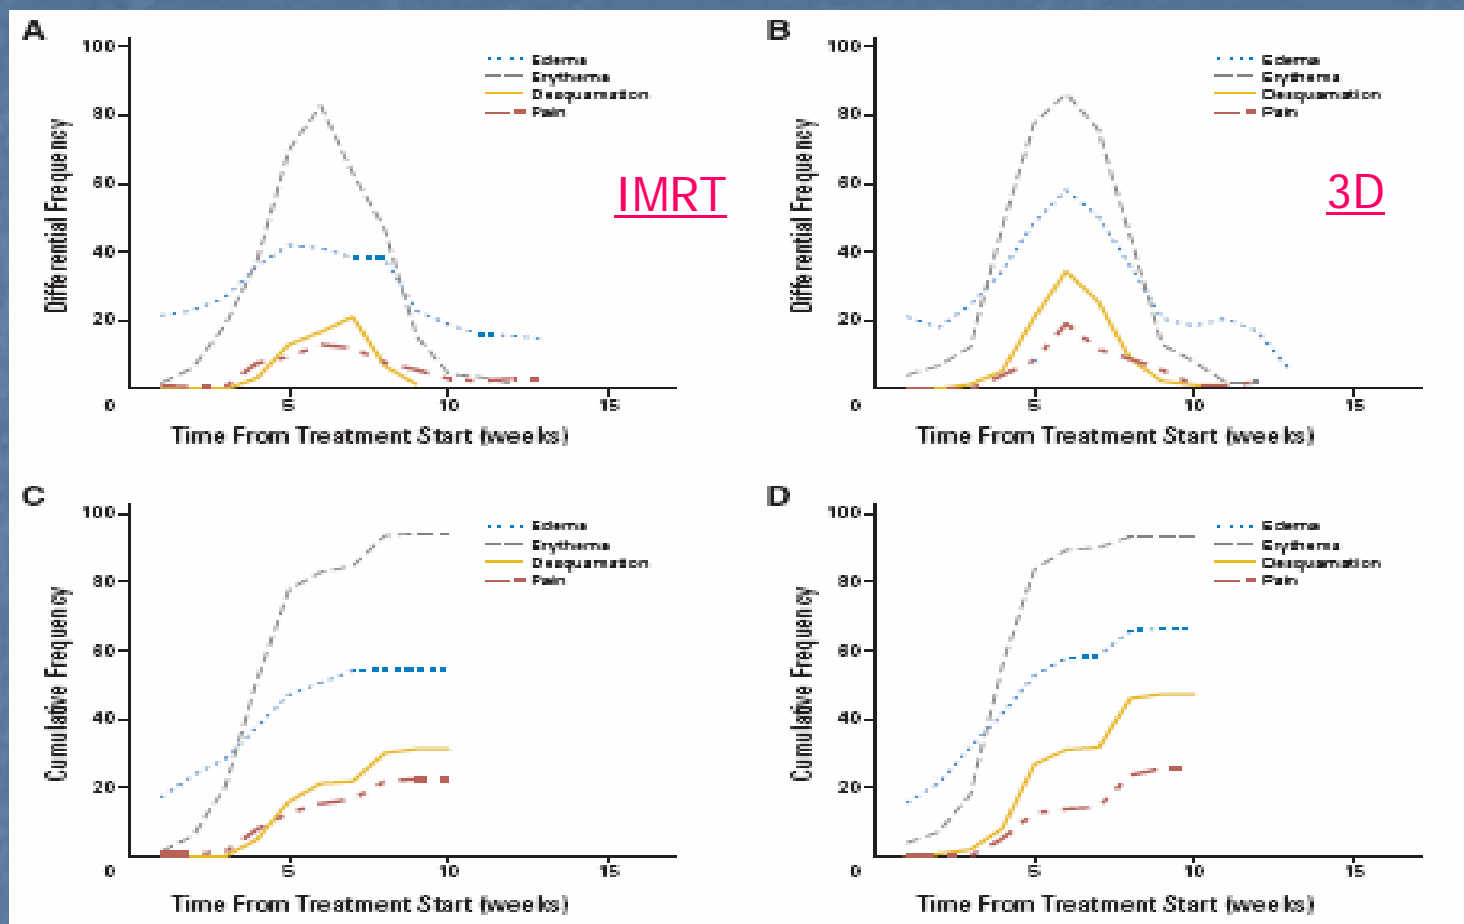 A
100
80
60
40
20
0
5
10
15
Differential Frequency
Time From Treatment Start (weeks)
Edema
Erythema
Desquamation
Pain
IMRT
B
100
80
60
40
20
0
5
10
15
Differential Frequency
Time From Treatment Start (weeks)
Edema
Erythema
Desquamation
Pain
3D
C
100
80
60
40
20
0
5
10
15
Cumulative Frequency
Time From Treatment Start (weeks)
Edema
Erythema
Desquamation
Pain
D
100
80
60
40
20
0
5
10
15
Cumulative Frequency
Time From Treatment Start (weeks)
Edema
Erythema
Desquamation
Pain